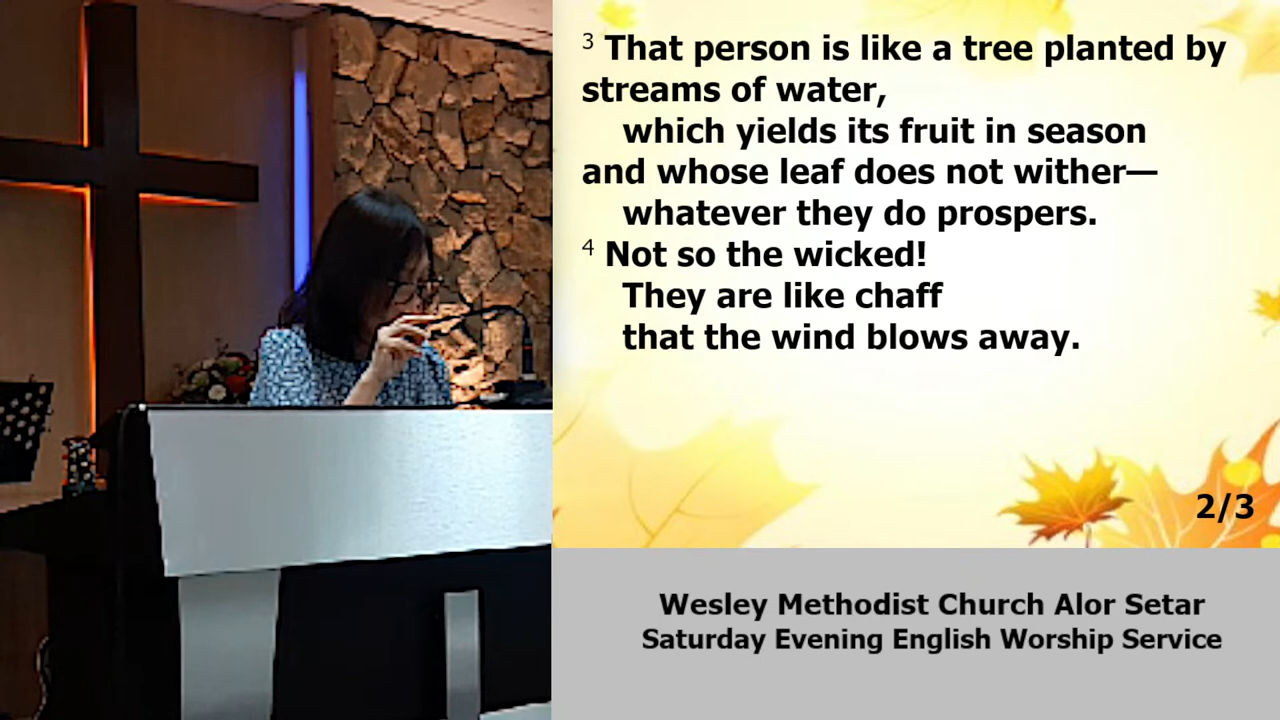 3 That person is like a tree planted by
streams of water,
which yields its fruit in season
and whose leaf does not wither—
whatever they do prospers.
4 Not so the wicked!
They are like chaff
that the wind blows away.
2/3
Wesley Methodist Church Alor Setar
Saturday Evening English Worship Service